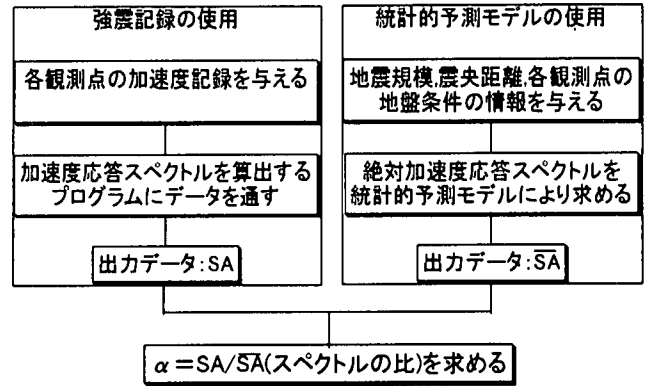 強震記録の使用
各観測点の加速度記録を与える
加速度応答スペクトルを算出する
プログラムにデータを通す
出力データ:SA
統計的予測モデルの使用
地震規模,震央距離,各観測点の
地盤条件の情報を与える
絶対加速度応答スペクトルを
統計的予測モデルにより求める
出力データ:S̅A̅
α=SA/S̅A̅(スペクトルの比)を求める